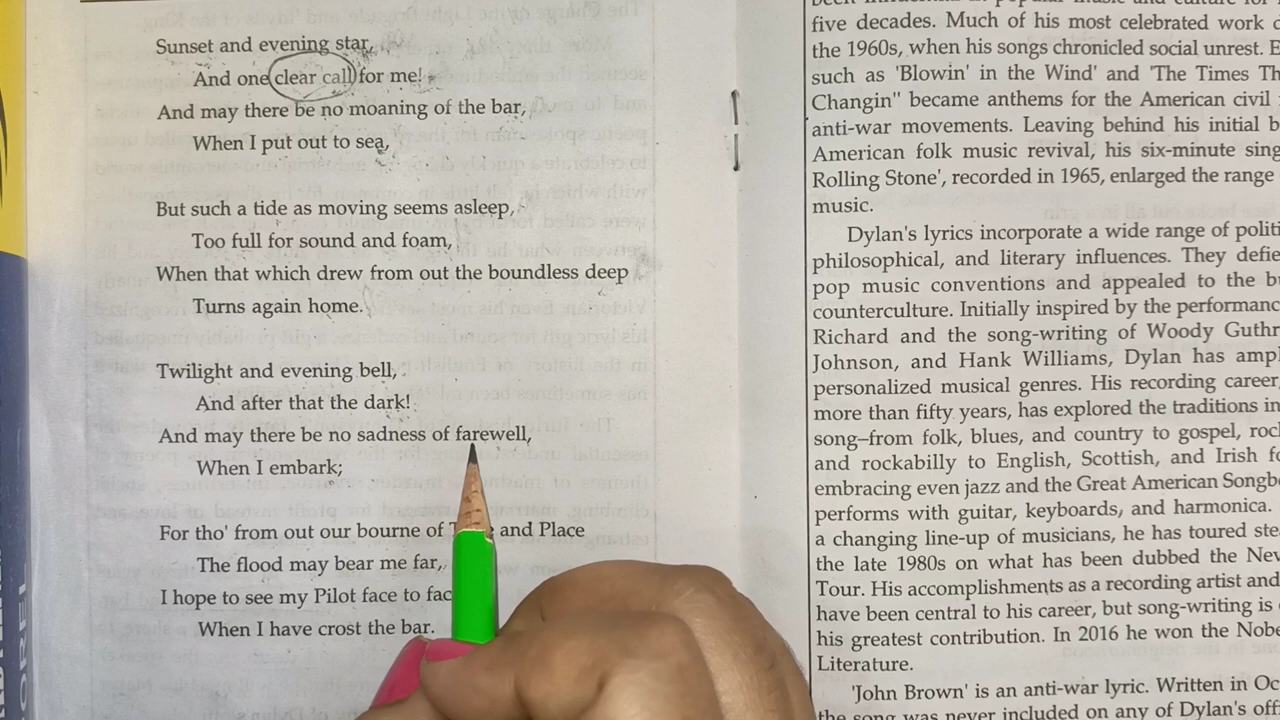 Sunset and evening star,
And one clear call for me!
And may there be no moaning of the bar,
When I put out to sea,
But such a tide as moving seems asleep,
Too full for sound and foam,
When that which drew from out the boundless deep
Turns again home.
Twilight and evening bell,
And after that the dark!
And may there be no sadness of farewell,
When I embark;
For tho' from out our bourne of and Place
The flood may bear me far,
I hope to see my Pilot face to fac
When I have crost the bar.
five decades. Much of his most celebrated work
the 1960s, when his songs chronicled social unrest. E
such as 'Blowin' in the Wind' and 'The Times Th
Changin'' became anthems for the American civil
anti-war movements. Leaving behind his initial b
American folk music revival, his six-minute sing
Rolling Stone', recorded in 1965, enlarged the range
music.
Dylan's lyrics incorporate a wide range of politi
philosophical, and literary influences. They defie
pop music conventions and appealed to the b
counterculture. Initially inspired by the performanc
Richard and the song-writing of Woody Guthr
Johnson, and Hank Williams, Dylan has ampl
personalized musical genres. His recording career,
more than fifty years, has explored the traditions in
song–from folk, blues, and country to gospel, roc
and rockabilly to English, Scottish, and Irish fo
embracing even jazz and the Great American Songb
performs with guitar, keyboards, and harmonica.
a changing line-up of musicians, he has toured ste
the late 1980s on what has been dubbed the Nev
Tour. His accomplishments as a recording artist and
have been central to his career, but song-writing is
his greatest contribution. In 2016 he won the Nobe
Literature.
'John Brown' is an anti-war lyric. Written in Oc
the song was never included on any of Dylan's offi